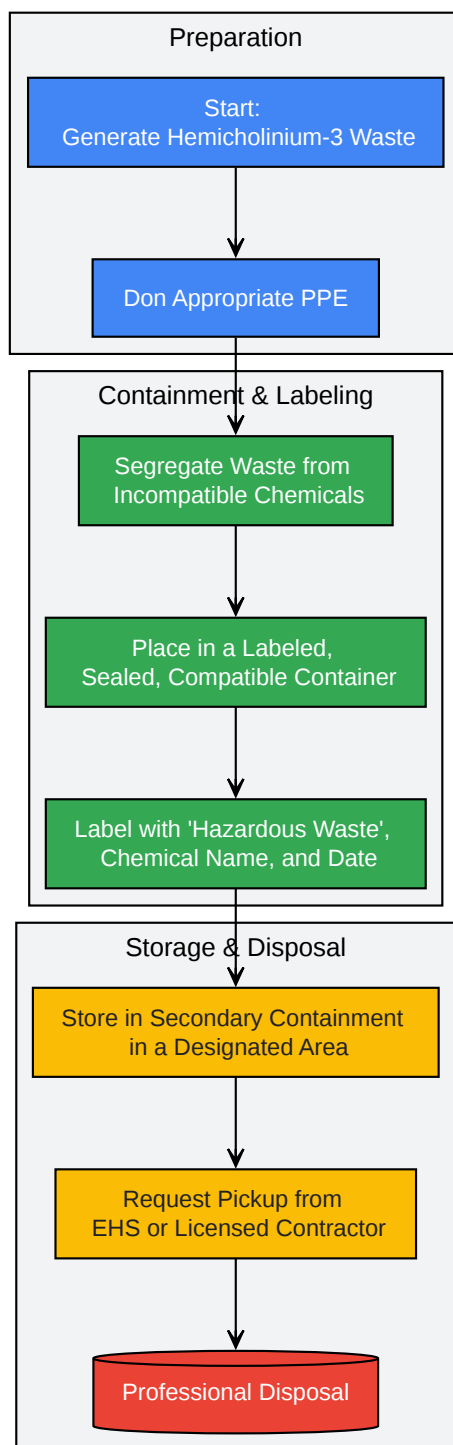 Preparation
Start:
Generate Hemicholinium-3 Waste
Don Appropriate PPE
Containment & Labeling
Segregate Waste from
Incompatible Chemicals
Place in a Labeled,
Sealed, Compatible Container
Label with 'Hazardous Waste',
Chemical Name, and Date
Storage & Disposal
Store in Secondary Containment
in a Designated Area
Request Pickup from
EHS or Licensed Contractor
Professional Disposal